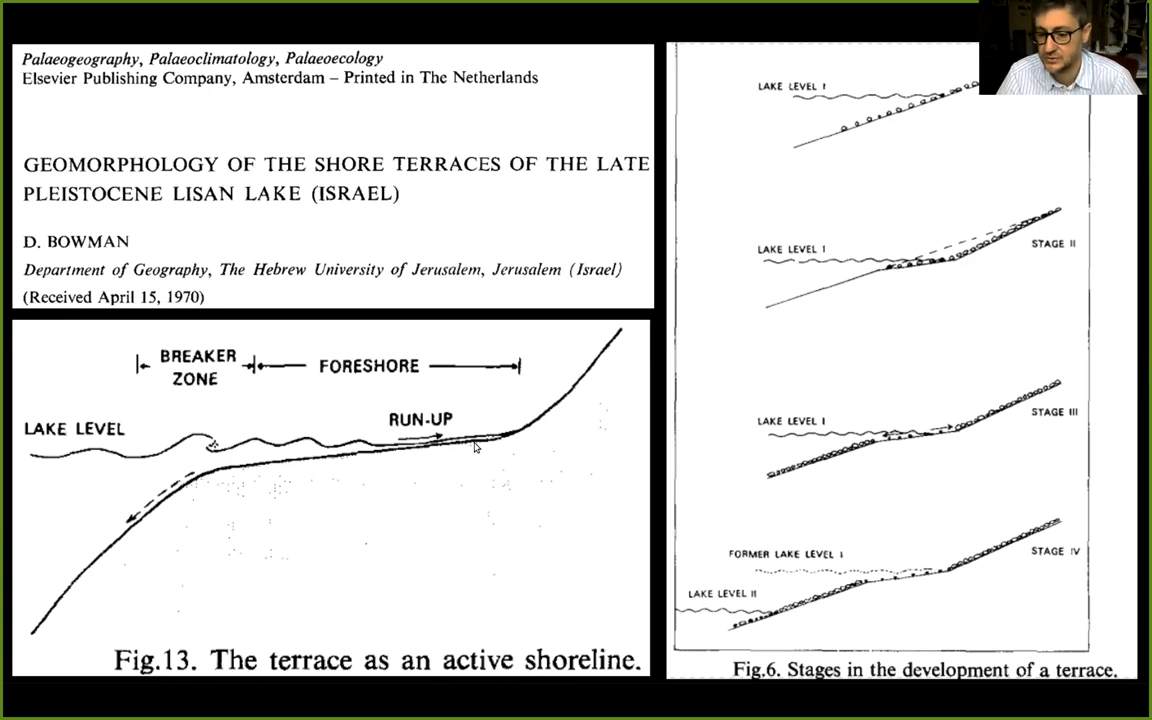 Palaeogeography, Palaeoclimatology, Palaeoecology
Elsevier Publishing Company, Amsterdam – Printed in The Netherlands
GEOMORPHOLOGY OF THE SHORE TERRACES OF THE LATE
PLEISTOCENE LISAN LAKE (ISRAEL)
D. BOWMAN
Department of Geography, The Hebrew University of Jerusalem, Jerusalem (Israel)
(Received April 15, 1970)
BREAKER
ZONE
FORESHORE
LAKE LEVEL
RUN-UP
Fig.13. The terrace as an active shoreline.
LAKE LEVEL I
LAKE LEVEL I
STAGE II
LAKE LEVEL I
STAGE III
FORMER LAKE LEVEL I
STAGE IV
LAKE LEVEL II
Fig.6. Stages in the development of a terrace.